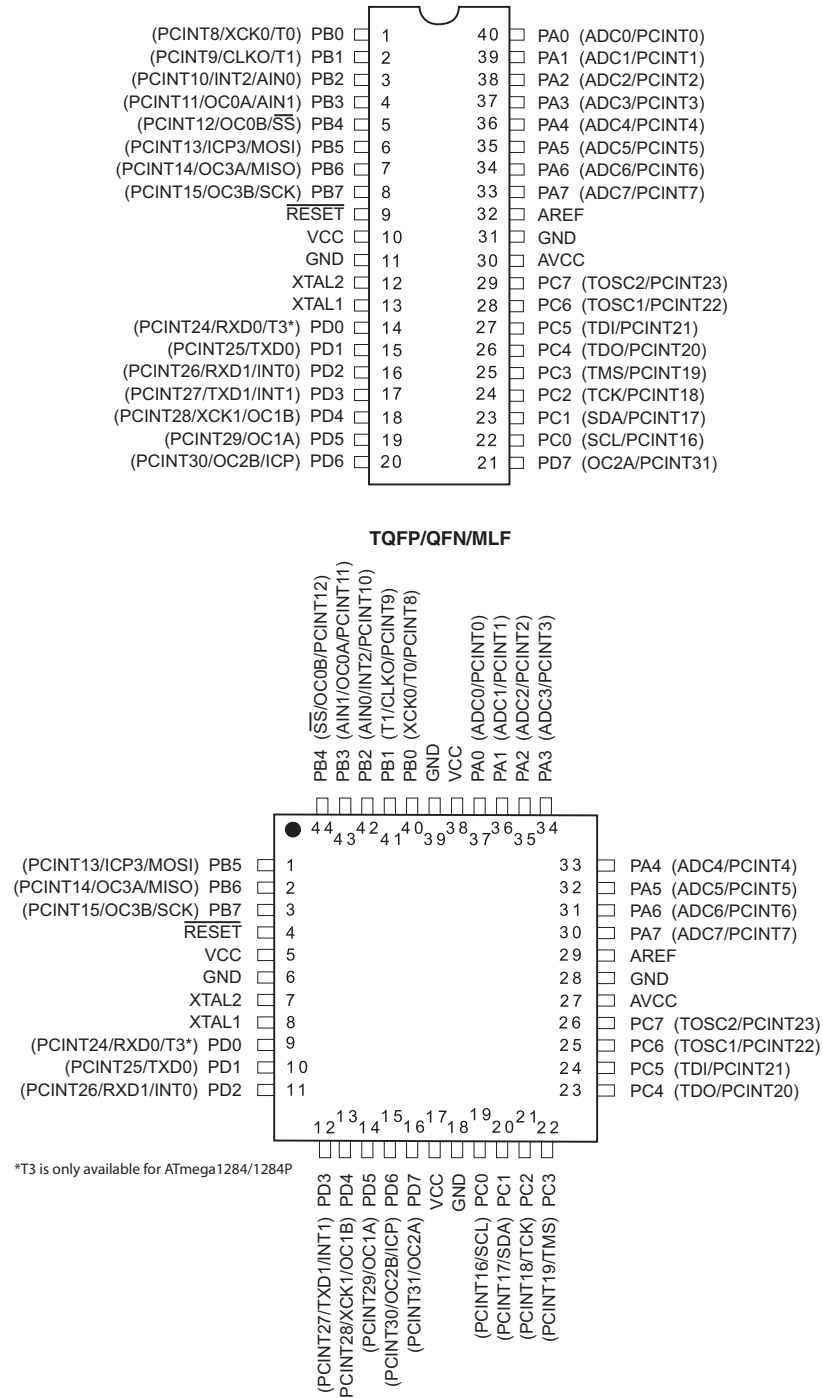 (PCINT8/XCK0/T0) PB0 1 40 PA0 (ADC0/PCINT0)
(PCINT9/CLKO/T1) PB1 2 39 PA1 (ADC1/PCINT1)
(PCINT10/INT2/AIN0) PB2 3 38 PA2 (ADC2/PCINT2)
(PCINT11/OC0A/AIN1) PB3 4 37 PA3 (ADC3/PCINT3)
(PCINT12/OC0B/SS) PB4 5 36 PA4 (ADC4/PCINT4)
(PCINT13/ICP3/MOSI) PB5 6 35 PA5 (ADC5/PCINT5)
(PCINT14/OC3A/MISO) PB6 7 34 PA6 (ADC6/PCINT6)
(PCINT15/OC3B/SCK) PB7 8 33 PA7 (ADC7/PCINT7)
RESET 9 32 AREF
VCC 10 31 GND
GND 11 30 AVCC
XTAL2 12 29 PC7 (TOSC2/PCINT23)
XTAL1 13 28 PC6 (TOSC1/PCINT22)
(PCINT24/RXD0/T3*) PD0 14 27 PC5 (TDI/PCINT21)
(PCINT25/TXD0) PD1 15 26 PC4 (TDO/PCINT20)
(PCINT26/RXD1/INT0) PD2 16 25 PC3 (TMS/PCINT19)
(PCINT27/TXD1/INT1) PD3 17 24 PC2 (TCK/PCINT18)
(PCINT28/XCK1/OC1B) PD4 18 23 PC1 (SDA/PCINT17)
(PCINT29/OC1A) PD5 19 22 PC0 (SCL/PCINT16)
(PCINT30/OC2B/ICP) PD6 20 21 PD7 (OC2A/PCINT31)
TQFP/QFN/MLF
PB4 (SS/OC0B/PCINT12)
PB3 (AIN1/OC0A/PCINT11)
PB2 (AIN0/INT2/PCINT10)
PB1 (T1/CLKO/PCINT9)
PB0 (XCK0/T0/PCINT8)
GND
VCC
PA0 (ADC0/PCINT0)
PA1 (ADC1/PCINT1)
PA2 (ADC2/PCINT2)
PA3 (ADC3/PCINT3)
44 43 42 41 40 39 38 37 36 35 34
(PCINT13/ICP3/MOSI) PB5 1 33 PA4 (ADC4/PCINT4)
(PCINT14/OC3A/MISO) PB6 2 32 PA5 (ADC5/PCINT5)
(PCINT15/OC3B/SCK) PB7 3 31 PA6 (ADC6/PCINT6)
RESET 4 30 PA7 (ADC7/PCINT7)
VCC 5 29 AREF
GND 6 28 GND
XTAL2 7 27 AVCC
XTAL1 8 26 PC7 (TOSC2/PCINT23)
(PCINT24/RXD0/T3*) PD0 9 25 PC6 (TOSC1/PCINT22)
(PCINT25/TXD0) PD1 10 24 PC5 (TDI/PCINT21)
(PCINT26/RXD1/INT0) PD2 11 23 PC4 (TDO/PCINT20)
12 13 14 15 16 17 18 19 20 21 22
*T3 is only available for ATmega1284/1284P
(PCINT27/TXD1/INT1) PD3
PCINT28/XCK1/OC1B) PD4
(PCINT29/OC1A) PD5
(PCINT30/OC2B/ICP) PD6
(PCINT31/OC2A) PD7
VCC
GND
(PCINT16/SCL) PC0
(PCINT17/SDA) PC1
(PCINT18/TCK) PC2
(PCINT19/TMS) PC3